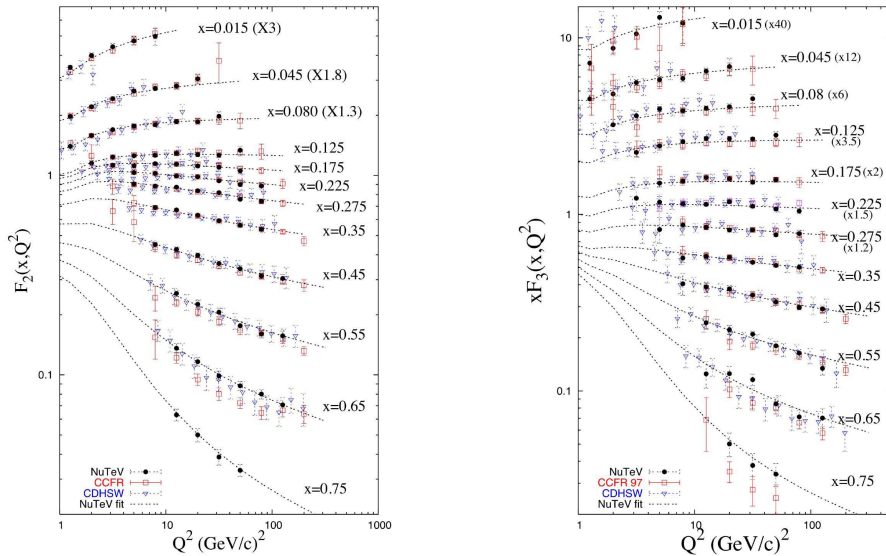 F₂(x,Q²)
x=0.015 (X3)
x=0.045 (X1.8)
x=0.080 (X1.3)
x=0.125
x=0.175
x=0.225
x=0.275
x=0.35
x=0.45
x=0.55
x=0.65
x=0.75
1
0.1
NuTeV
CCFR
CDHSW
NuTeV fit
1
10
100
1000
Q² (GeV/c)²
xF₃(x,Q²)
10
1
0.1
x=0.015 (x40)
x=0.045 (x12)
x=0.08 (x6)
x=0.125
(x3.5)
x=0.175 (x2)
x=0.225
(x1.5)
x=0.275
(x1.2)
x=0.35
x=0.45
x=0.55
x=0.65
x=0.75
NuTeV
CCFR 97
CDHSW
NuTeV fit
1
10
100
Q² (GeV/c)²